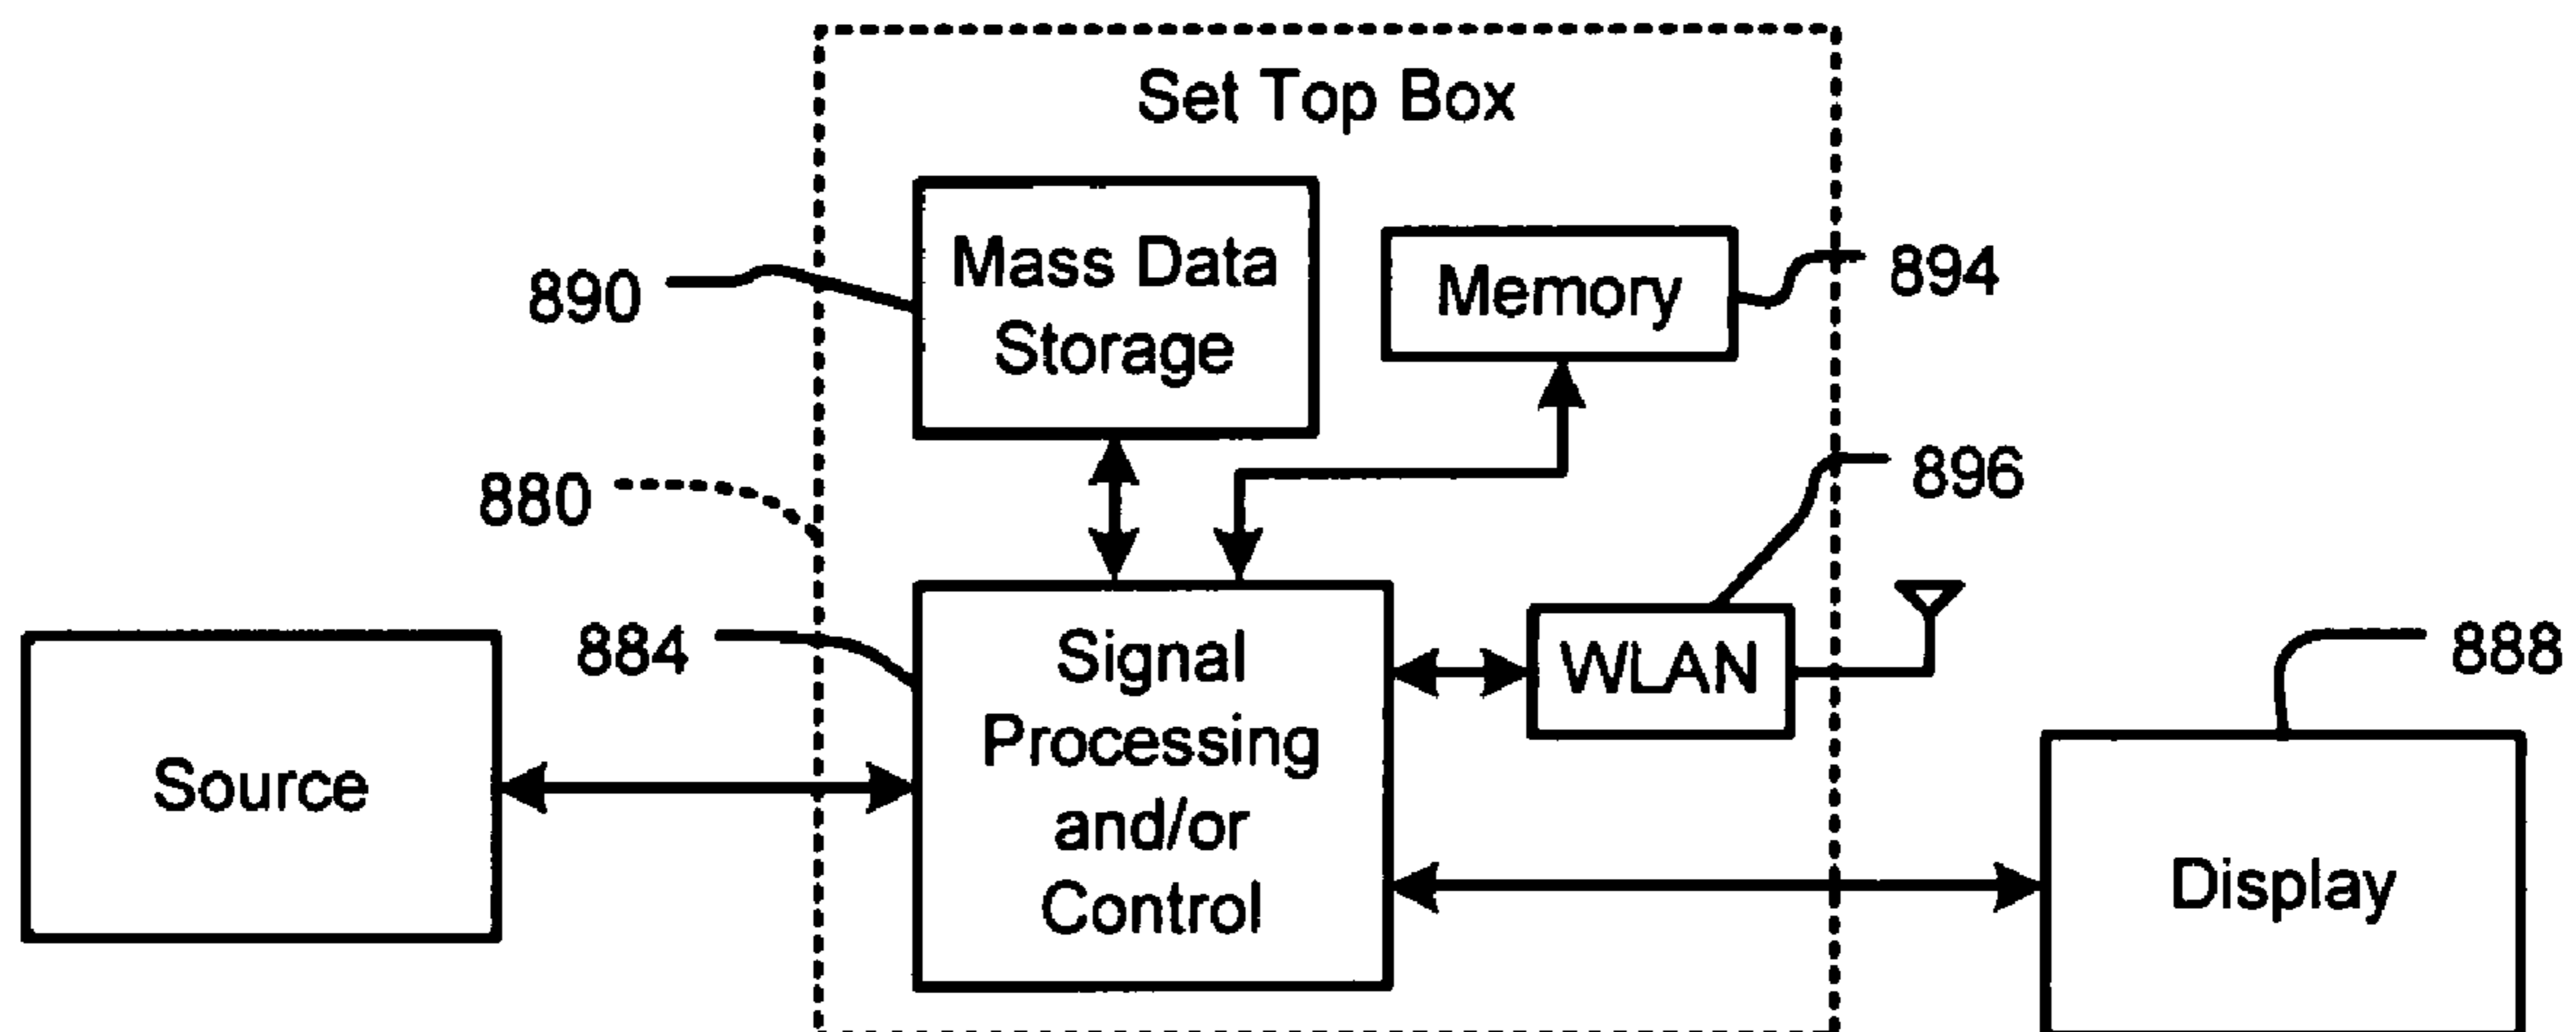 Set Top Box
890
Mass Data
Storage
Memory
894
880
896
884
Signal
Processing
and/or
Control
WLAN
888
Source
Display